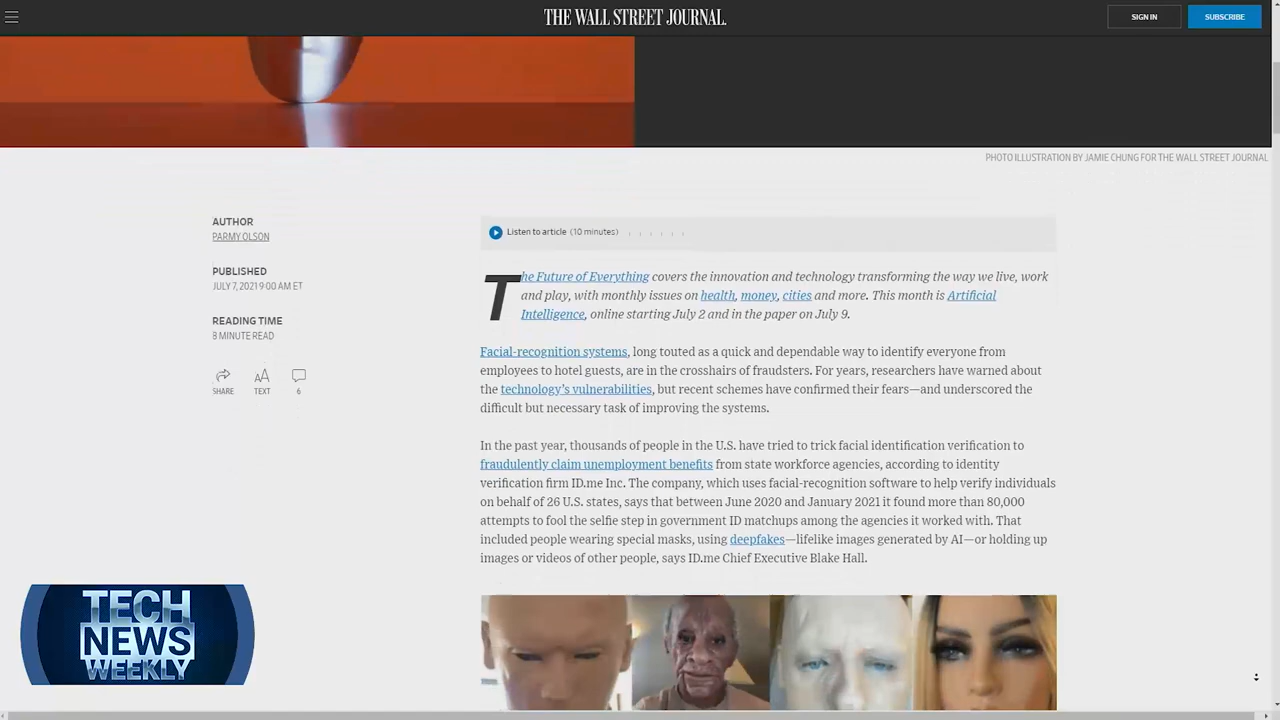 THE WALL STREET JOURNAL.
SIGN IN
SUBSCRIBE
PHOTO ILLUSTRATION BY JAMIE CHUNG FOR THE WALL STREET JOURNAL
AUTHOR
PARMY OLSON
PUBLISHED
JULY 7, 2021 9:00 AM ET
READING TIME
8 MINUTE READ
SHARE
TEXT
6
Listen to article (10 minutes)
The Future of Everything covers the innovation and technology transforming the way we live, work
and play, with monthly issues on health, money, cities and more. This month is Artificial
Intelligence, online starting July 2 and in the paper on July 9.
Facial-recognition systems, long touted as a quick and dependable way to identify everyone from
employees to hotel guests, are in the crosshairs of fraudsters. For years, researchers have warned about
the technology’s vulnerabilities, but recent schemes have confirmed their fears—and underscored the
difficult but necessary task of improving the systems.
In the past year, thousands of people in the U.S. have tried to trick facial identification verification to
fraudulently claim unemployment benefits from state workforce agencies, according to identity
verification firm ID.me Inc. The company, which uses facial-recognition software to help verify individuals
on behalf of 26 U.S. states, says that between June 2020 and January 2021 it found more than 80,000
attempts to fool the selfie step in government ID matchups among the agencies it worked with. That
included people wearing special masks, using deepfakes—lifelike images generated by AI—or holding up
images or videos of other people, says ID.me Chief Executive Blake Hall.
TECH
NEWS
WEEKLY